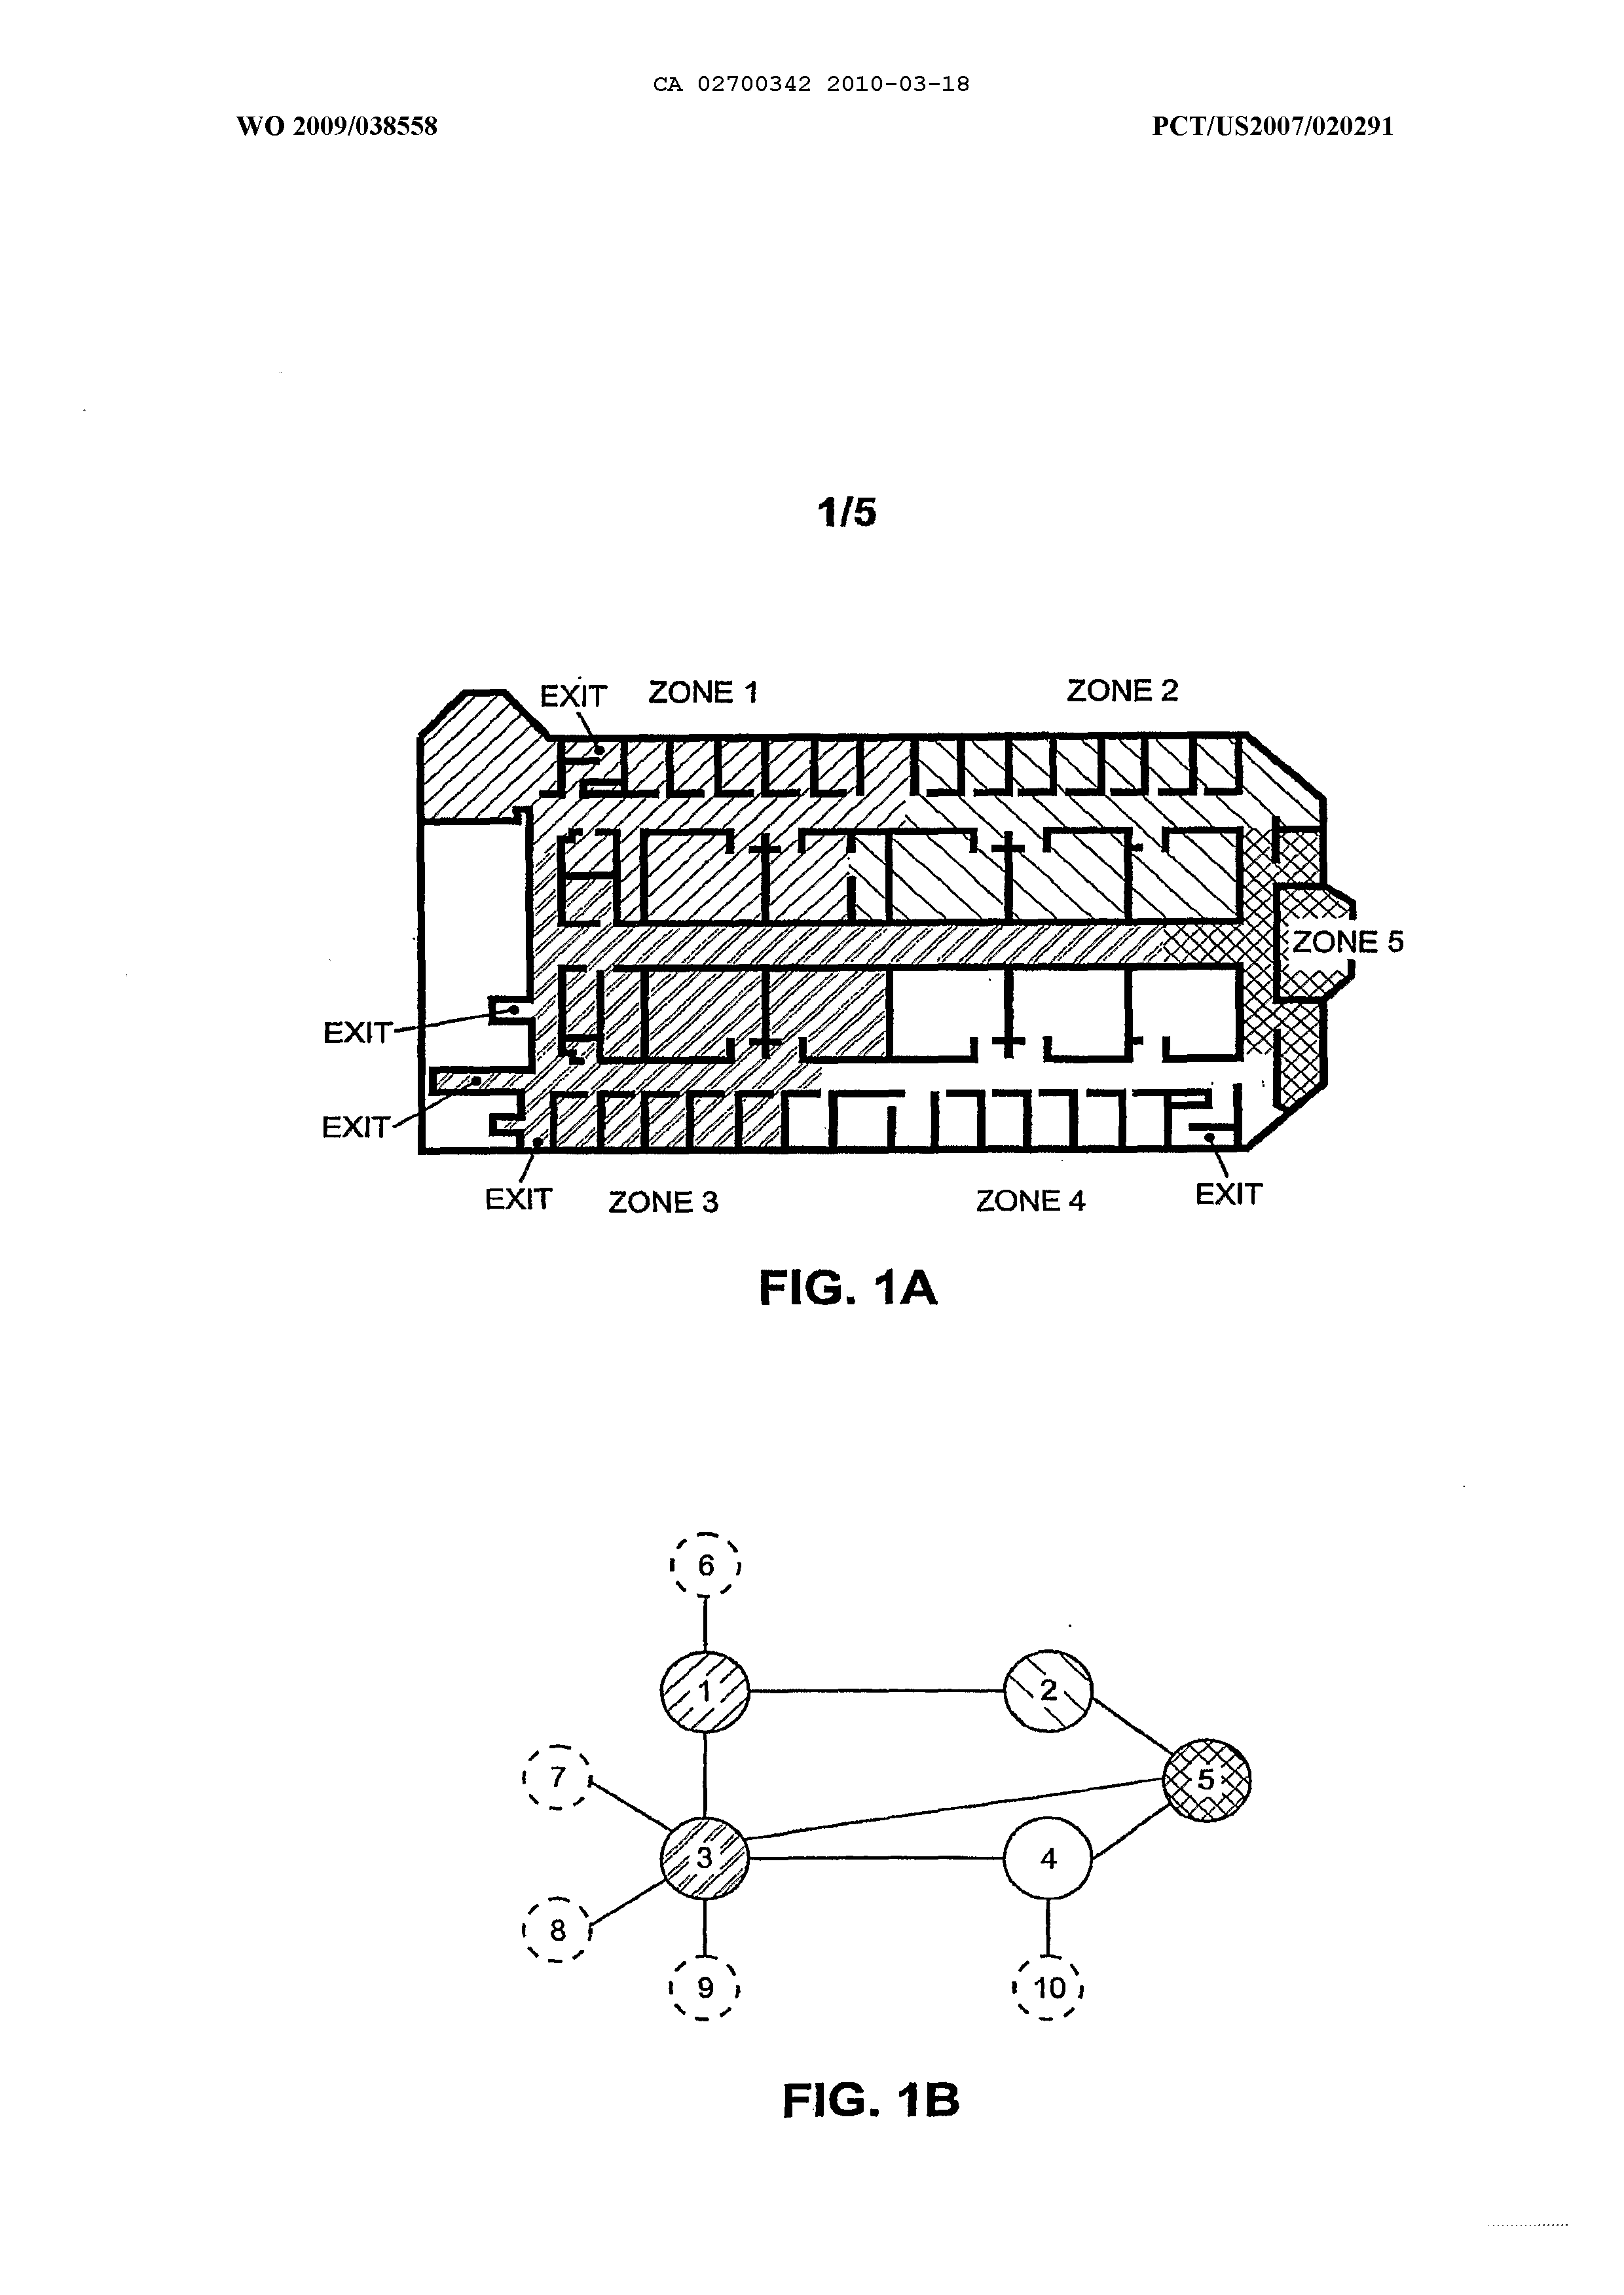 CA 02700342 2010-03-18
WO 2009/038558 PCT/US2007/020291
1/5
EXIT ZONE 1 ZONE 2
ZONE 5
EXIT
EXIT
EXIT ZONE 3 ZONE 4 EXIT
FIG. 1A
6
1 2
7 5
3 4
8
9 10
FIG. 1B